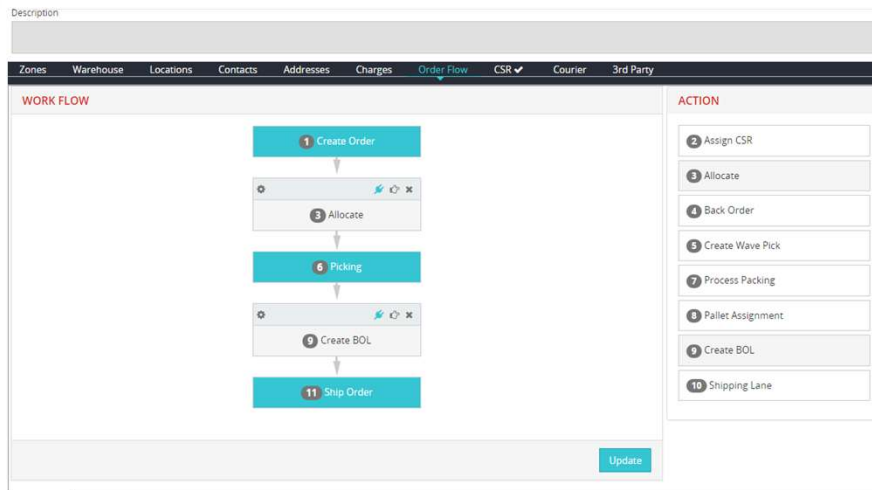 Description
Zones Warehouse Locations Contacts Addresses Charges Order Flow CSR ✔ Courier 3rd Party
WORK FLOW
1 Create Order
3 Allocate
6 Picking
9 Create BOL
11 Ship Order
Update
ACTION
2 Assign CSR
3 Allocate
4 Back Order
5 Create Wave Pick
7 Process Packing
8 Pallet Assignment
9 Create BOL
10 Shipping Lane